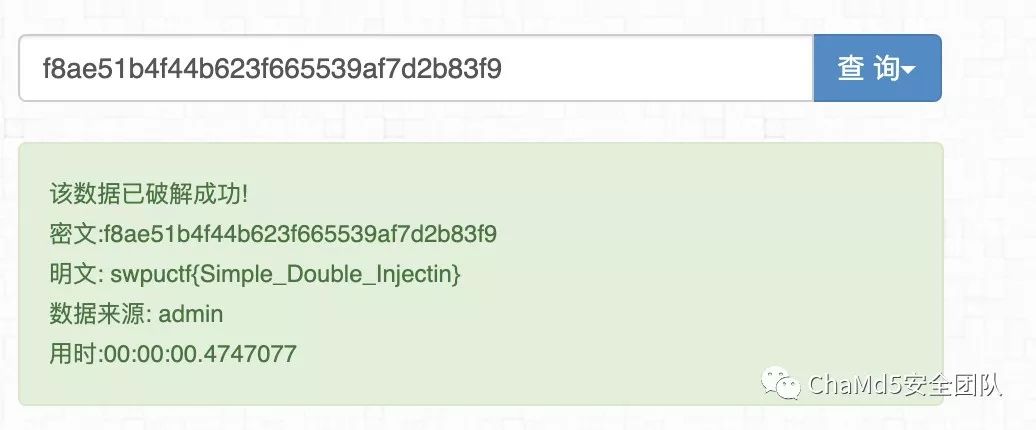 f8ae51b4f44b623f665539af7d2b83f9
查 询
该数据已破解成功!
密文:f8ae51b4f44b623f665539af7d2b83f9
明文: swpuctf{Simple_Double_Injectin}
数据来源: admin
用时:00:00:00.4747077
ChaMd5安全团队